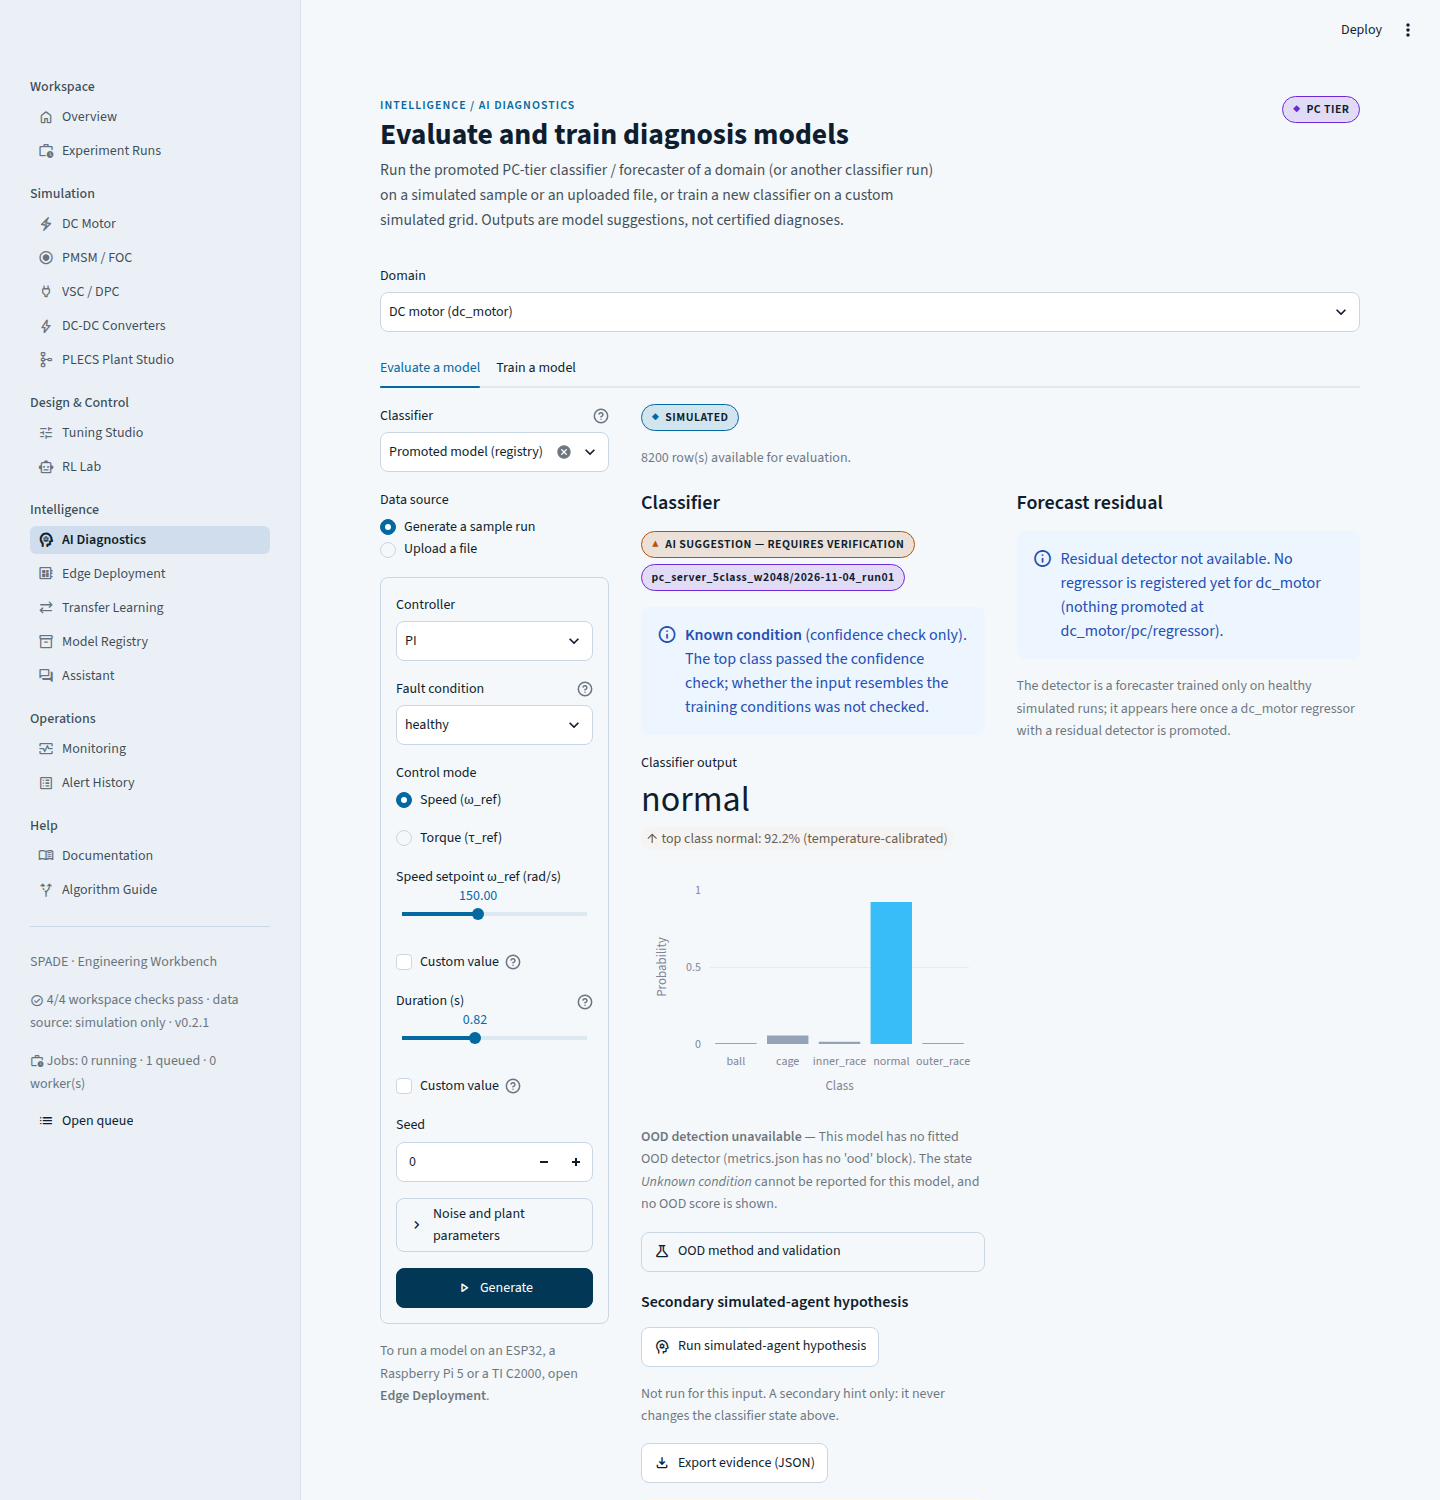 Deploy
Workspace
Overview
Experiment Runs
Simulation
DC Motor
PMSM / FOC
VSC / DPC
DC-DC Converters
PLECS Plant Studio
Design & Control
Tuning Studio
RL Lab
Intelligence
AI Diagnostics
Edge Deployment
Transfer Learning
Model Registry
Assistant
Operations
Monitoring
Alert History
Help
Documentation
Algorithm Guide
SPADE · Engineering Workbench
4/4 workspace checks pass · data
source: simulation only · v0.2.1
Jobs: 0 running · 1 queued · 0
worker(s)
Open queue
INTELLIGENCE / AI DIAGNOSTICS
PC TIER
Evaluate and train diagnosis models
Run the promoted PC-tier classifier / forecaster of a domain (or another classifier run)
on a simulated sample or an uploaded file, or train a new classifier on a custom
simulated grid. Outputs are model suggestions, not certified diagnoses.
Domain
DC motor (dc_motor)
Evaluate a model
Train a model
Classifier
Promoted model (registry)
Data source
Generate a sample run
Upload a file
Controller
PI
Fault condition
healthy
Control mode
Speed (ω_ref)
Torque (τ_ref)
Speed setpoint ω_ref (rad/s)
150.00
Custom value
Duration (s)
0.82
Custom value
Seed
0
Noise and plant
parameters
Generate
To run a model on an ESP32, a
Raspberry Pi 5 or a TI C2000, open
Edge Deployment.
SIMULATED
8200 row(s) available for evaluation.
Classifier
AI SUGGESTION — REQUIRES VERIFICATION
pc_server_5class_w2048/2026-11-04_run01
Known condition (confidence check only).
The top class passed the confidence
check; whether the input resembles the
training conditions was not checked.
Classifier output
normal
↑ top class normal: 92.2% (temperature-calibrated)
1
0.5
0
Probability
ball
cage
inner_race
normal
outer_race
Class
OOD detection unavailable — This model has no fitted
OOD detector (metrics.json has no 'ood' block). The state
Unknown condition cannot be reported for this model, and
no OOD score is shown.
OOD method and validation
Secondary simulated-agent hypothesis
Run simulated-agent hypothesis
Not run for this input. A secondary hint only: it never
changes the classifier state above.
Export evidence (JSON)
Forecast residual
Residual detector not available. No
regressor is registered yet for dc_motor
(nothing promoted at
dc_motor/pc/regressor).
The detector is a forecaster trained only on healthy
simulated runs; it appears here once a dc_motor regressor
with a residual detector is promoted.